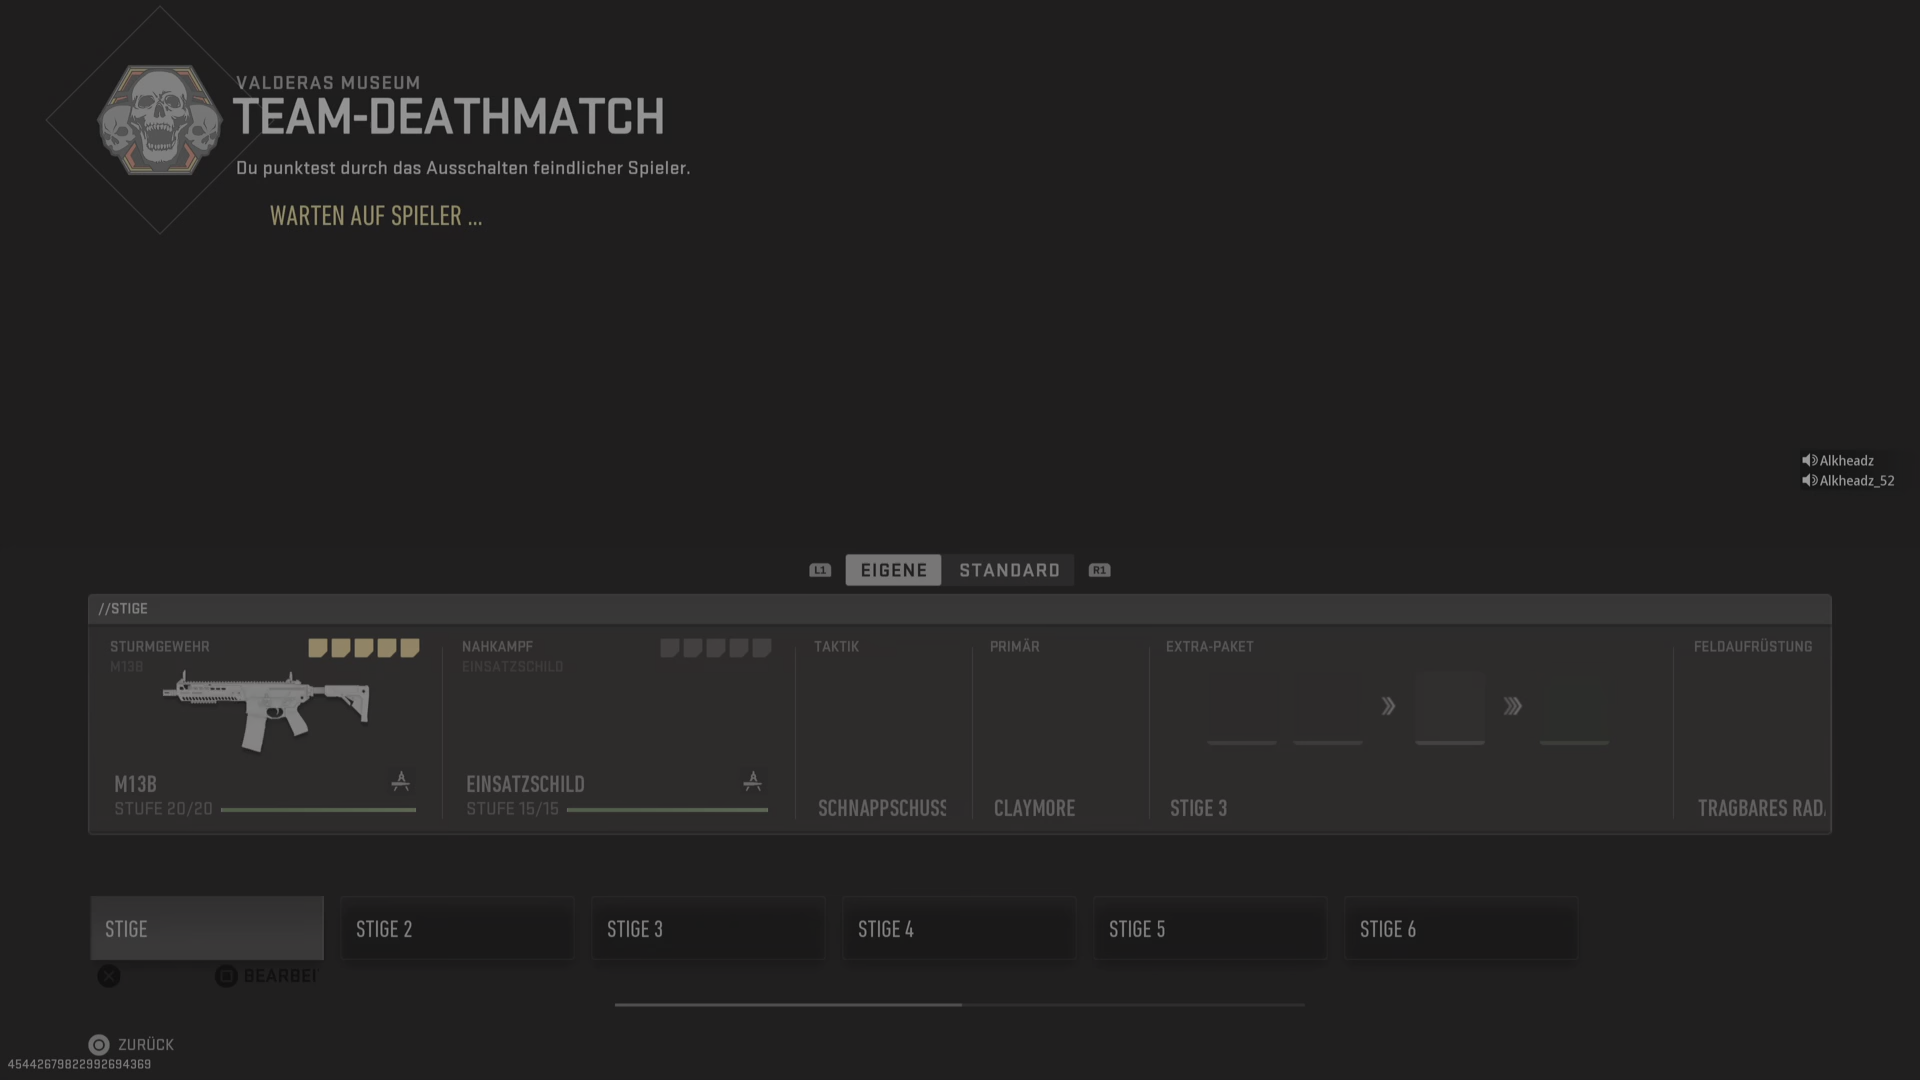 VALDERAS MUSEUM
TEAM-DEATHMATCH
Du punktest durch das Ausschalten feindlicher Spieler.
WARTEN AUF SPIELER ...
Alkheadz
Alkheadz_52
L1 EIGENE STANDARD R1
//STIGE
STURMGEWEHR NAHKAMPF TAKTIK PRIMÄR EXTRA-PAKET FELDAUFRÜSTUNG
M13B EINSATZSCHILD
M13B EINSATZSCHILD
STUFE 20/20 STUFE 15/15 SCHNAPPSCHUSS CLAYMORE STIGE 3 TRAGBARES RAD
STIGE STIGE 2 STIGE 3 STIGE 4 STIGE 5 STIGE 6
BEARBEI
ZURÜCK
45442679822992694369